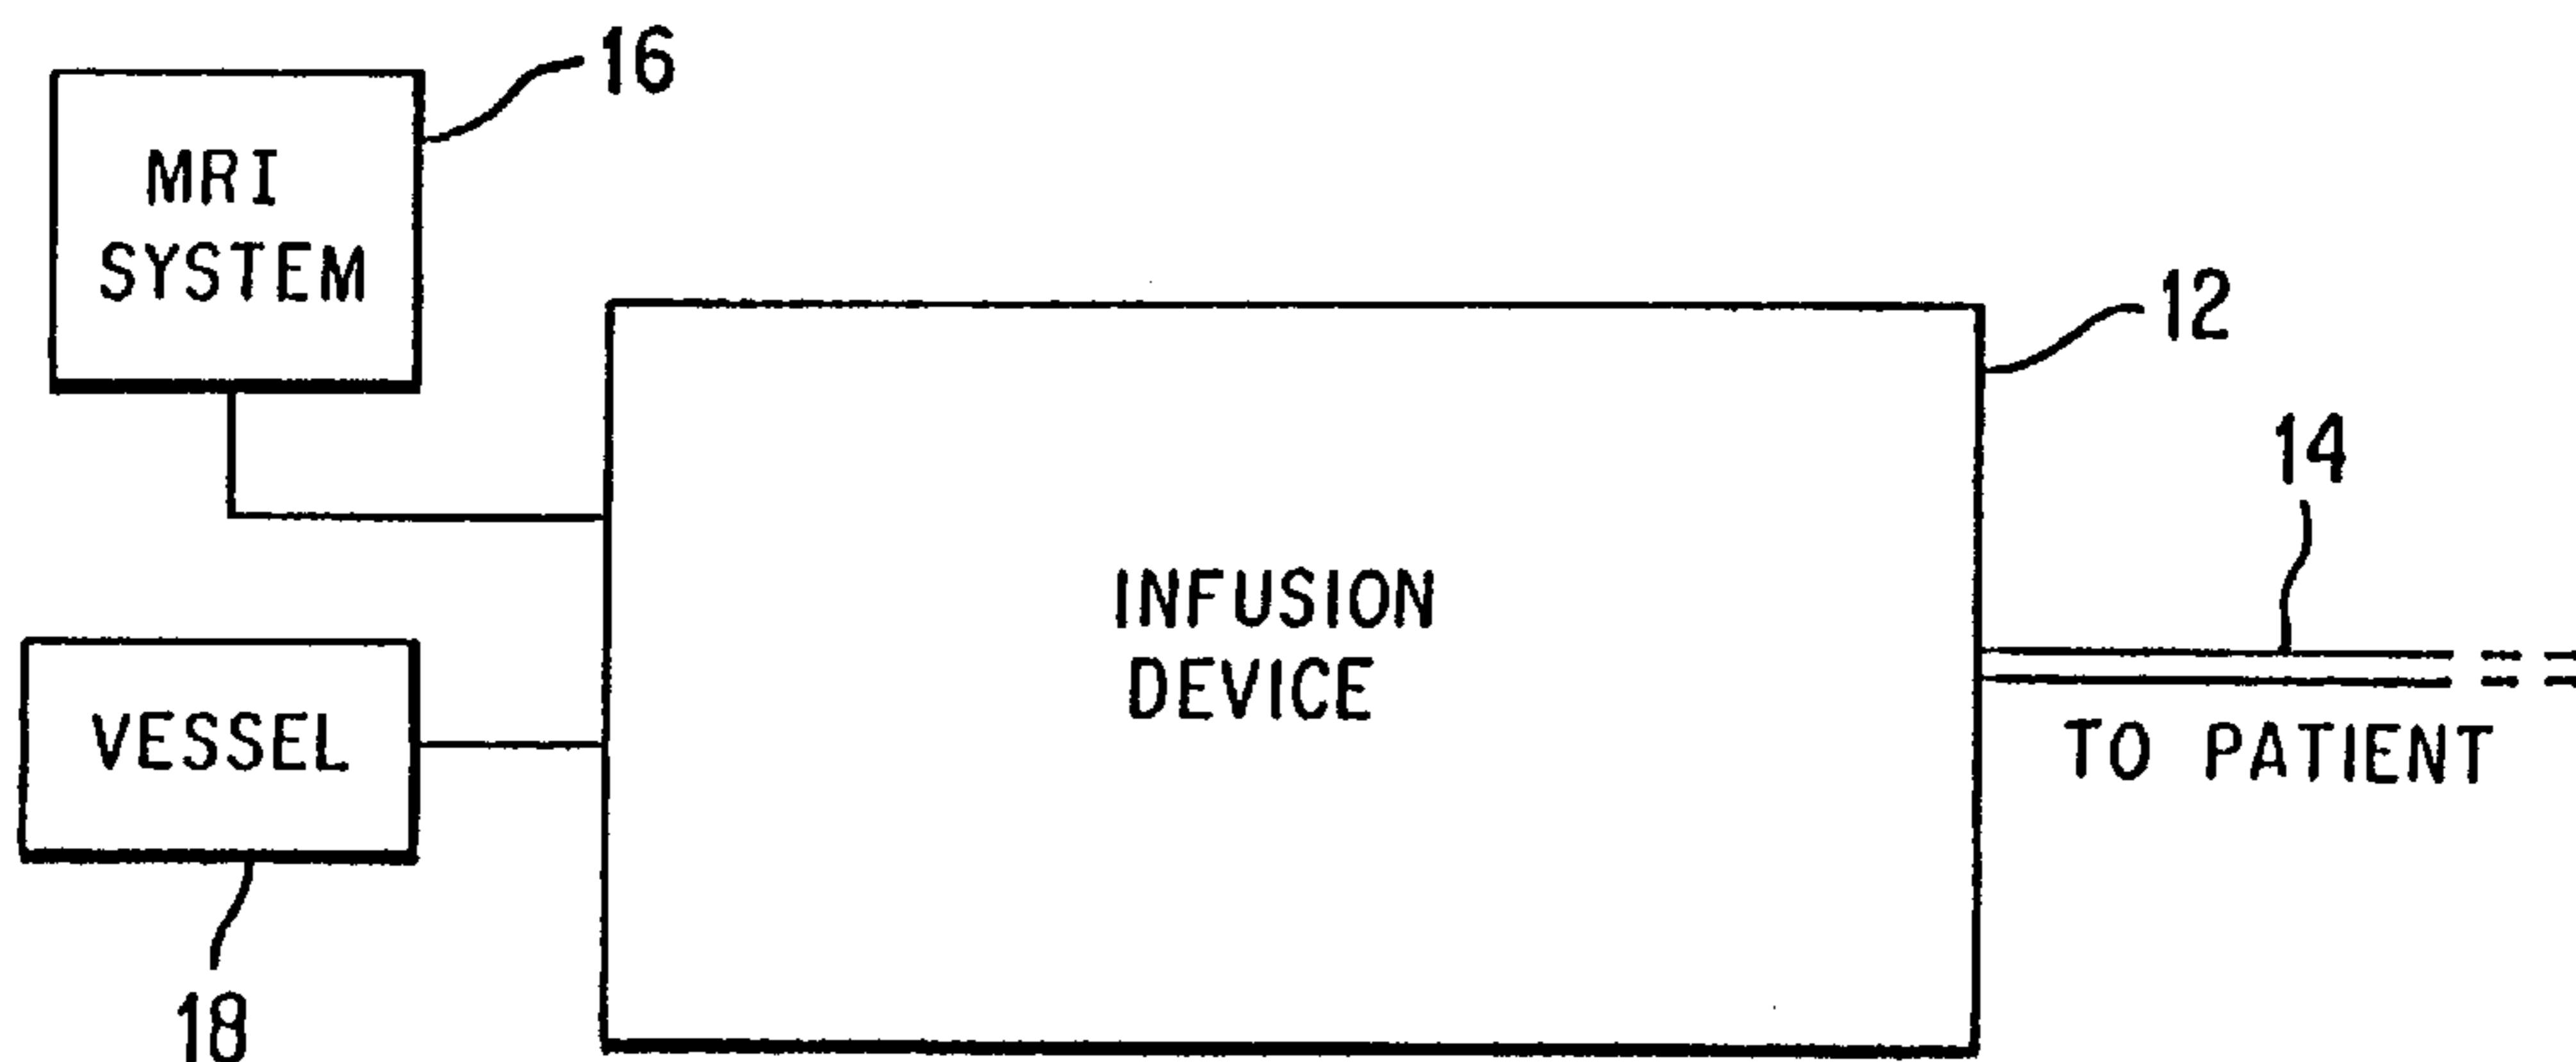 16
MRI
SYSTEM
12
14
INFUSION
DEVICE
VESSEL
TO PATIENT
18